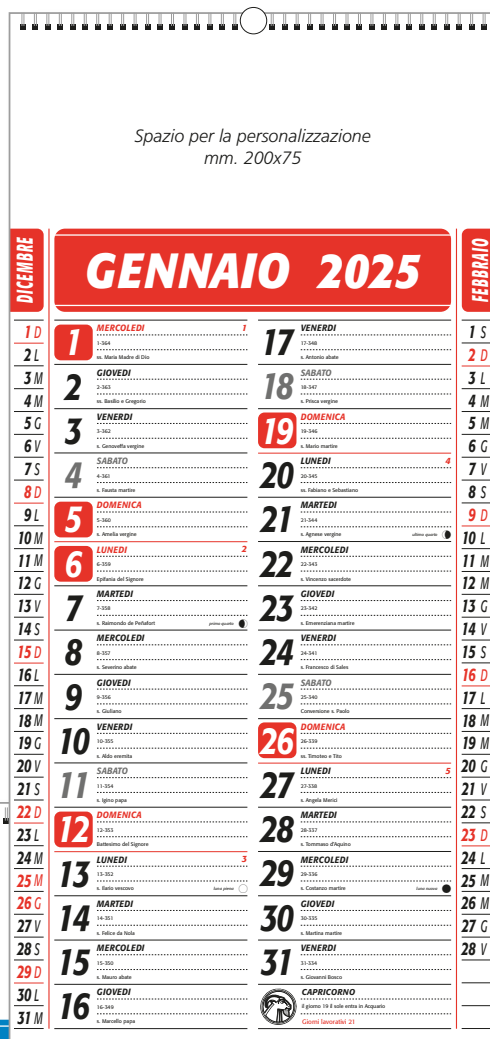 Spazio per la personalizzazione
mm. 200x75
DICEMBRE
1 D
2 L
3 M
4 M
5 G
6 V
7 S
8 D
9 L
10 M
11 M
12 G
13 V
14 S
15 D
16 L
17 M
18 M
19 G
20 V
21 S
22 D
23 L
24 M
25 M
26 G
27 V
28 S
29 D
30 L
31 M
GENNAIO 2025
1 MERCOLEDI 1
1-364
ss. Maria Madre di Dio
2 GIOVEDI
2-363
ss. Basilio e Gregorio
3 VENERDI
3-362
s. Genoveffa vergine
4 SABATO
4-361
s. Fausta martire
5 DOMENICA
5-360
s. Amelia vergine
6 LUNEDI 2
6-359
Epifania del Signore
7 MARTEDI
7-358
s. Raimondo de Peñafort primo quarto
8 MERCOLEDI
8-357
s. Severino abate
9 GIOVEDI
9-356
s. Giuliano
10 VENERDI
10-355
s. Aldo eremita
11 SABATO
11-354
s. Igino papa
12 DOMENICA
12-353
Battesimo del Signore
13 LUNEDI 3
13-352
s. Ilario vescovo luna piena
14 MARTEDI
14-351
s. Felice da Nola
15 MERCOLEDI
15-350
s. Mauro abate
16 GIOVEDI
16-349
s. Marcello papa
17 VENERDI
17-348
s. Antonio abate
18 SABATO
18-347
s. Prisca vergine
19 DOMENICA
19-346
s. Mario martire
20 LUNEDI 4
20-345
ss. Fabiano e Sebastiano
21 MARTEDI
21-344
s. Agnese vergine ultimo quarto
22 MERCOLEDI
22-343
s. Vincenzo sacerdote
23 GIOVEDI
23-342
s. Emerenziana martire
24 VENERDI
24-341
s. Francesco di Sales
25 SABATO
25-340
Conversione s. Paolo
26 DOMENICA
26-339
ss. Timoteo e Tito
27 LUNEDI 5
27-338
s. Angela Merici
28 MARTEDI
28-337
s. Tommaso d'Aquino
29 MERCOLEDI
29-336
s. Costanzo martire luna nuova
30 GIOVEDI
30-335
s. Martina martire
31 VENERDI
31-334
s. Giovanni Bosco
CAPRICORNO
Il giorno 19 il sole entra in Acquario
Giorni lavorativi 21
FEBBRAIO
1 S
2 D
3 L
4 M
5 M
6 G
7 V
8 S
9 D
10 L
11 M
12 M
13 G
14 V
15 S
16 D
17 L
18 M
19 M
20 G
21 V
22 S
23 D
24 L
25 M
26 M
27 G
28 V